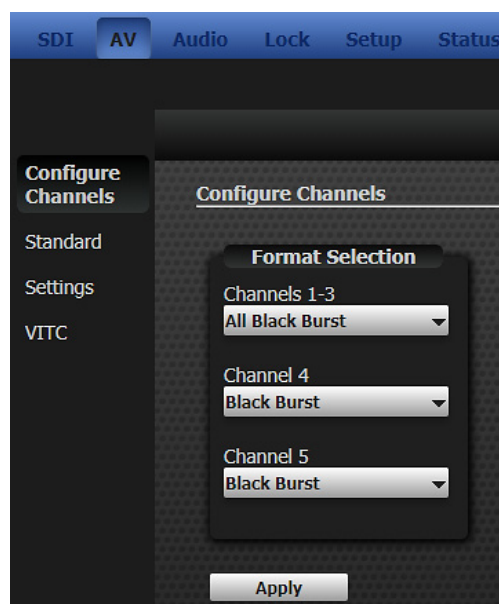 SDI AV Audio Lock Setup Status
Configure
Channels
Standard
Settings
VITC
Configure Channels
Format Selection
Channels 1-3
All Black Burst
Channel 4
Black Burst
Channel 5
Black Burst
Apply